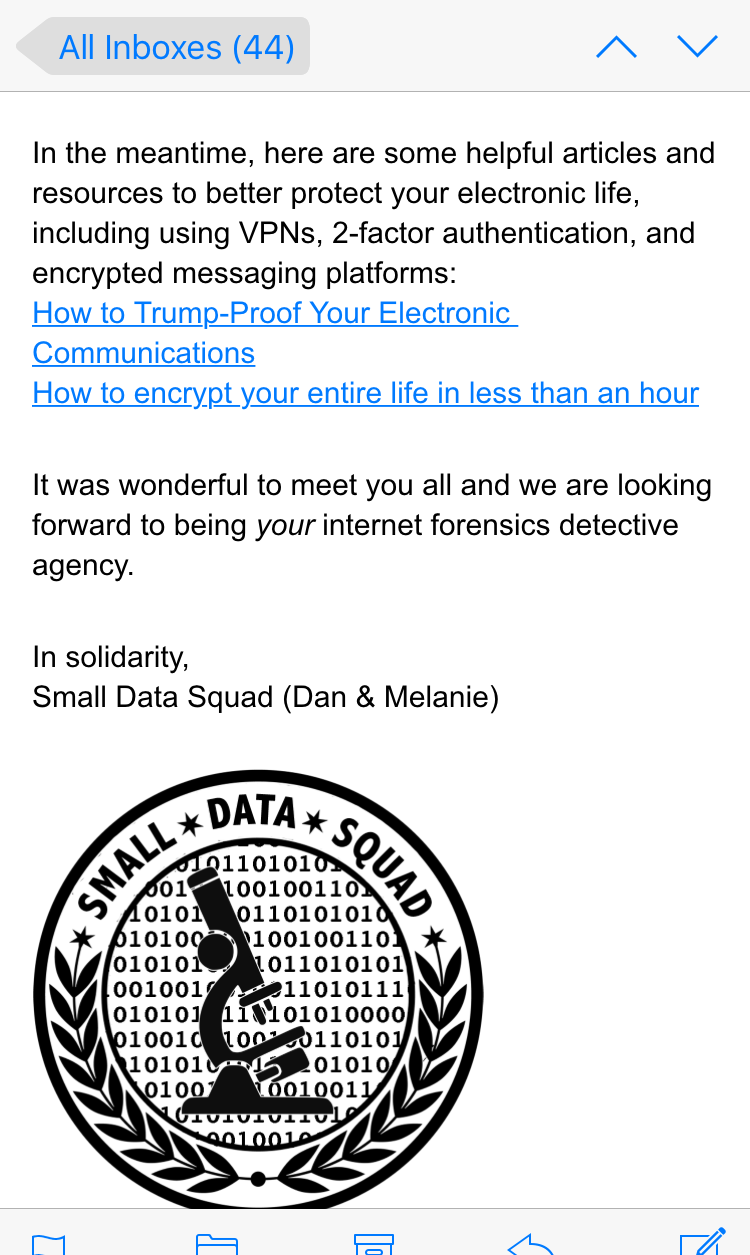 All Inboxes (44)
In the meantime, here are some helpful articles and
resources to better protect your electronic life,
including using VPNs, 2-factor authentication, and
encrypted messaging platforms:
How to Trump-Proof Your Electronic
Communications
How to encrypt your entire life in less than an hour
It was wonderful to meet you all and we are looking
forward to being your internet forensics detective
agency.
In solidarity,
Small Data Squad (Dan & Melanie)
SMALL ★ DATA ★ SQUAD